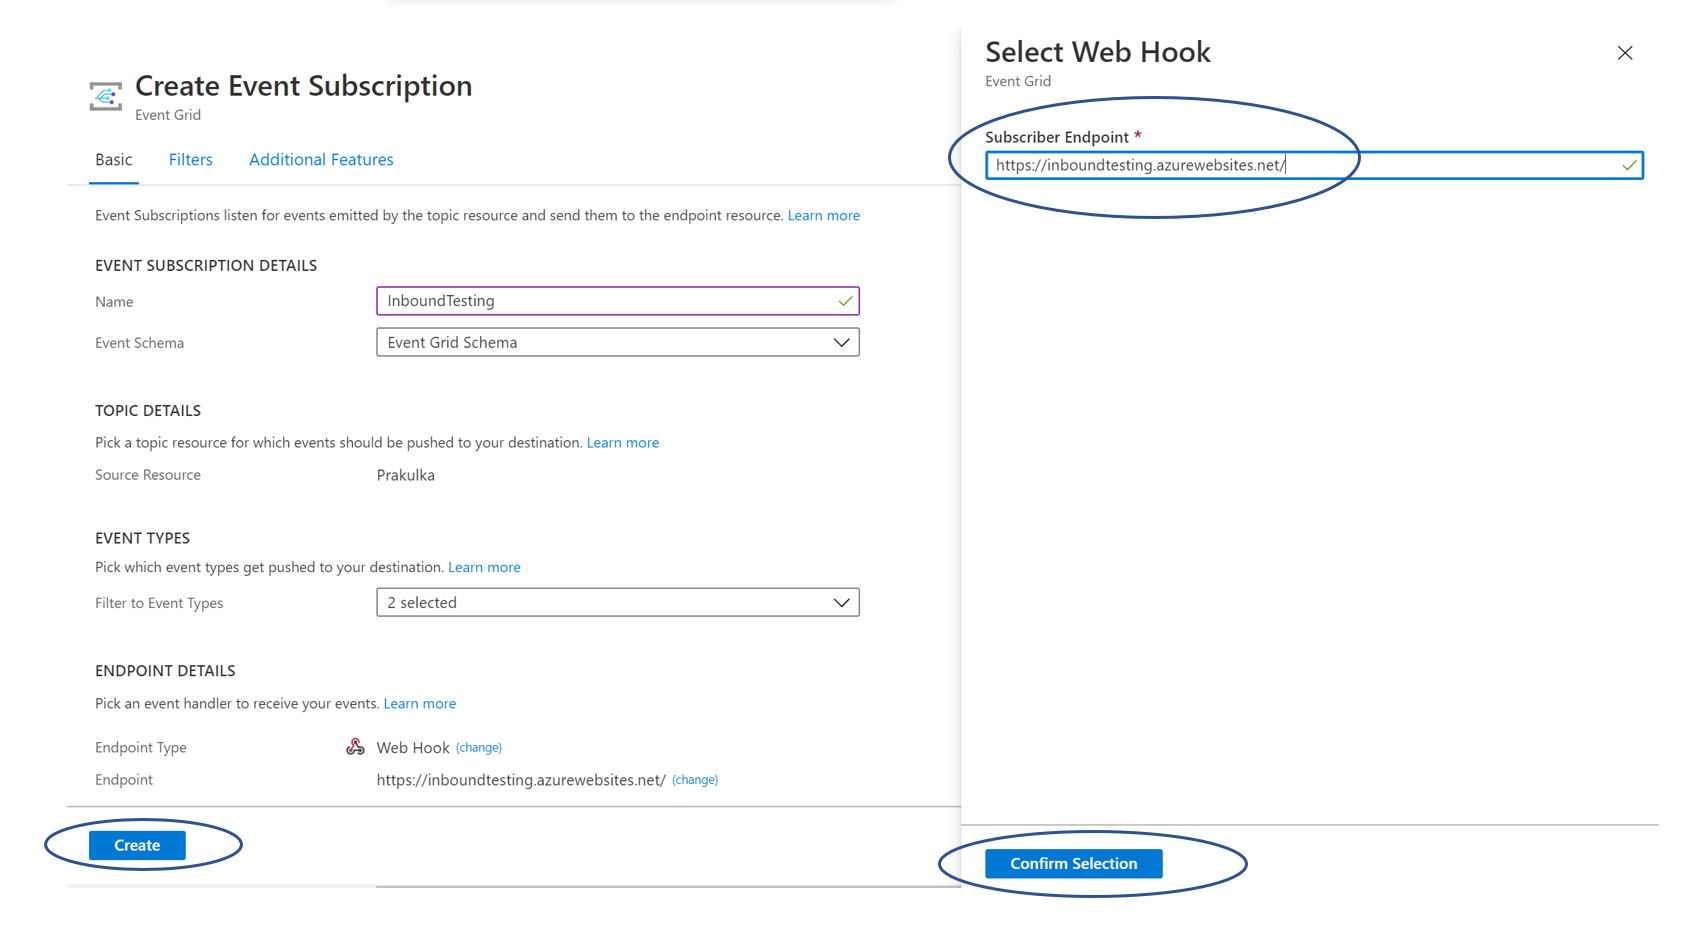 Create Event Subscription
Event Grid
Basic Filters Additional Features
Event Subscriptions listen for events emitted by the topic resource and send them to the endpoint resource. Learn more
EVENT SUBSCRIPTION DETAILS
Name InboundTesting
Event Schema Event Grid Schema
TOPIC DETAILS
Pick a topic resource for which events should be pushed to your destination. Learn more
Source Resource Prakulka
EVENT TYPES
Pick which event types get pushed to your destination. Learn more
Filter to Event Types 2 selected
ENDPOINT DETAILS
Pick an event handler to receive your events. Learn more
Endpoint Type Web Hook (change)
Endpoint https://inboundtesting.azurewebsites.net/ (change)
Create
Select Web Hook
Event Grid
Subscriber Endpoint *
https://inboundtesting.azurewebsites.net/
Confirm Selection